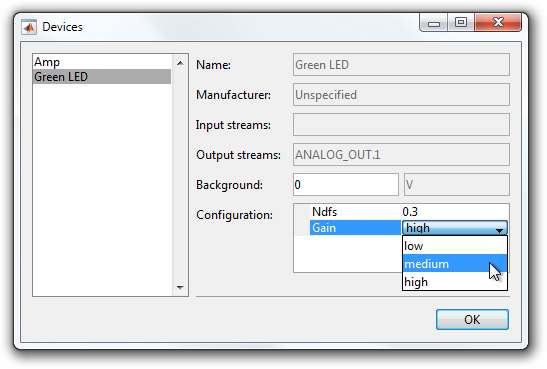 Devices
Amp
Green LED
Name: Green LED
Manufacturer: Unspecified
Input streams:
Output streams: ANALOG_OUT.1
Background: 0 V
Configuration: Ndfs 0.3
Gain high
low
medium
high
OK